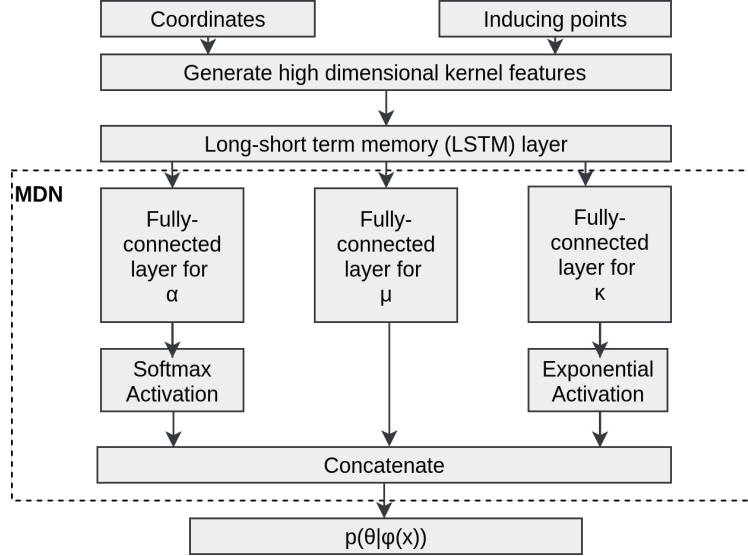 Coordinates
Inducing points
Generate high dimensional kernel features
Long-short term memory (LSTM) layer
MDN
Fully-
connected
layer for
α
Fully-
connected
layer for
μ
Fully-
connected
layer for
κ
Softmax
Activation
Exponential
Activation
Concatenate
p(θ|φ(x))